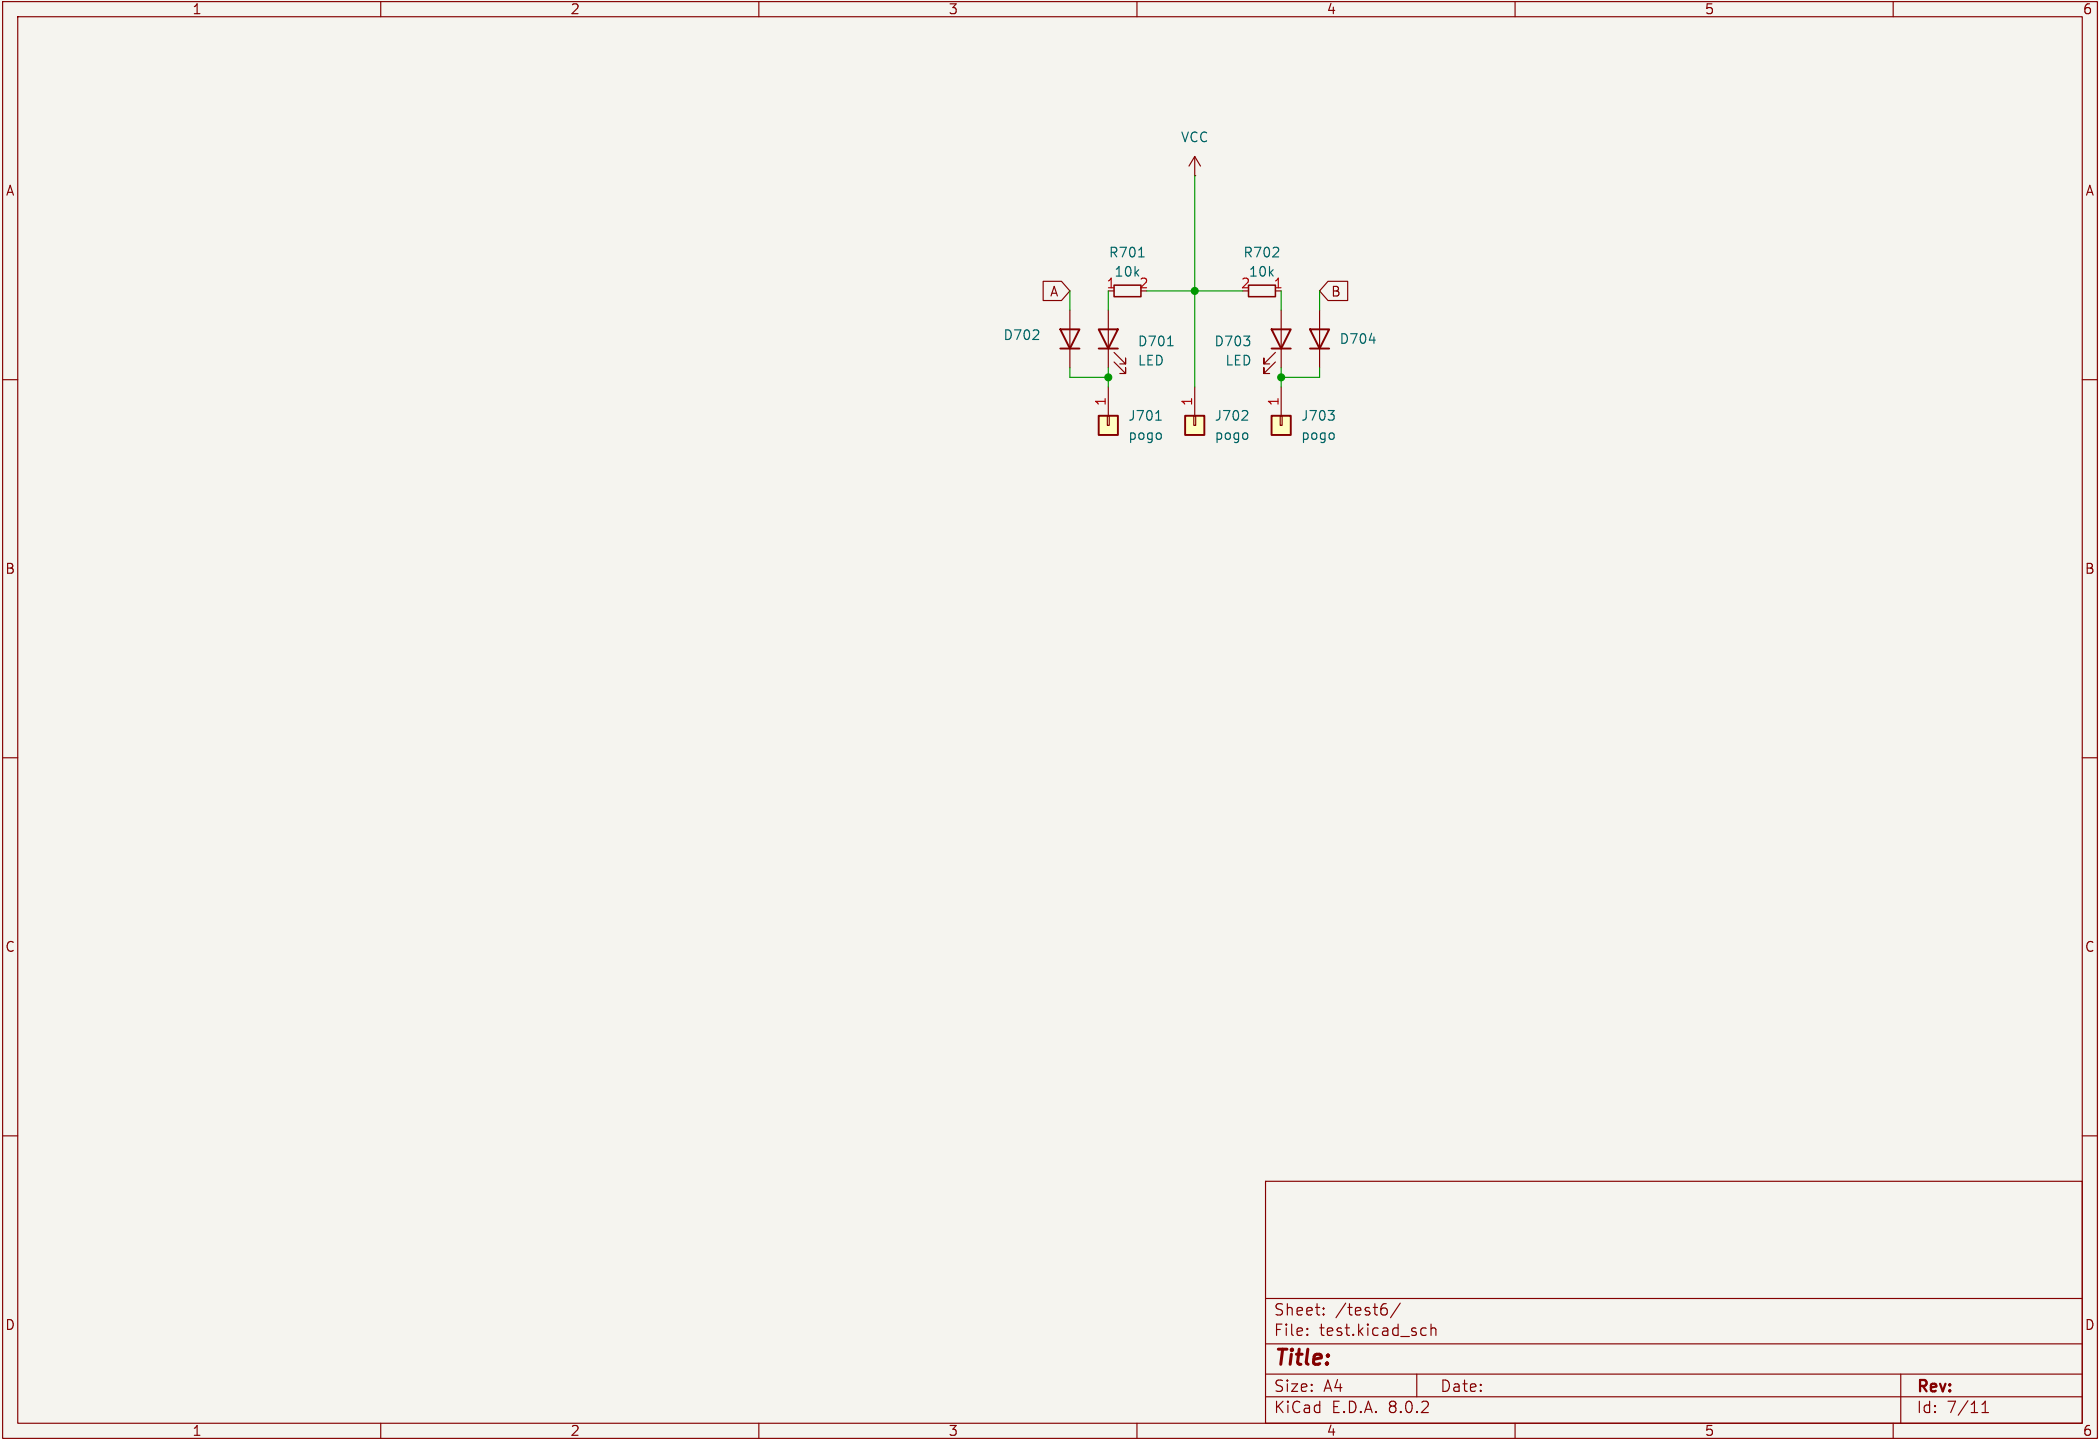 1 2 3 4 5 6
VCC
A A
R701 R702
10k 10k
1 2 2 1
A B
D702 D701 D703 D704
LED LED
1 1 1
J701 J702 J703
pogo pogo pogo
B B
C C
Sheet: /test6/
File: test.kicad_sch
D D
Title:
Size: A4 Date: Rev:
KiCad E.D.A. 8.0.2 Id: 7/11
1 2 3 4 5 6